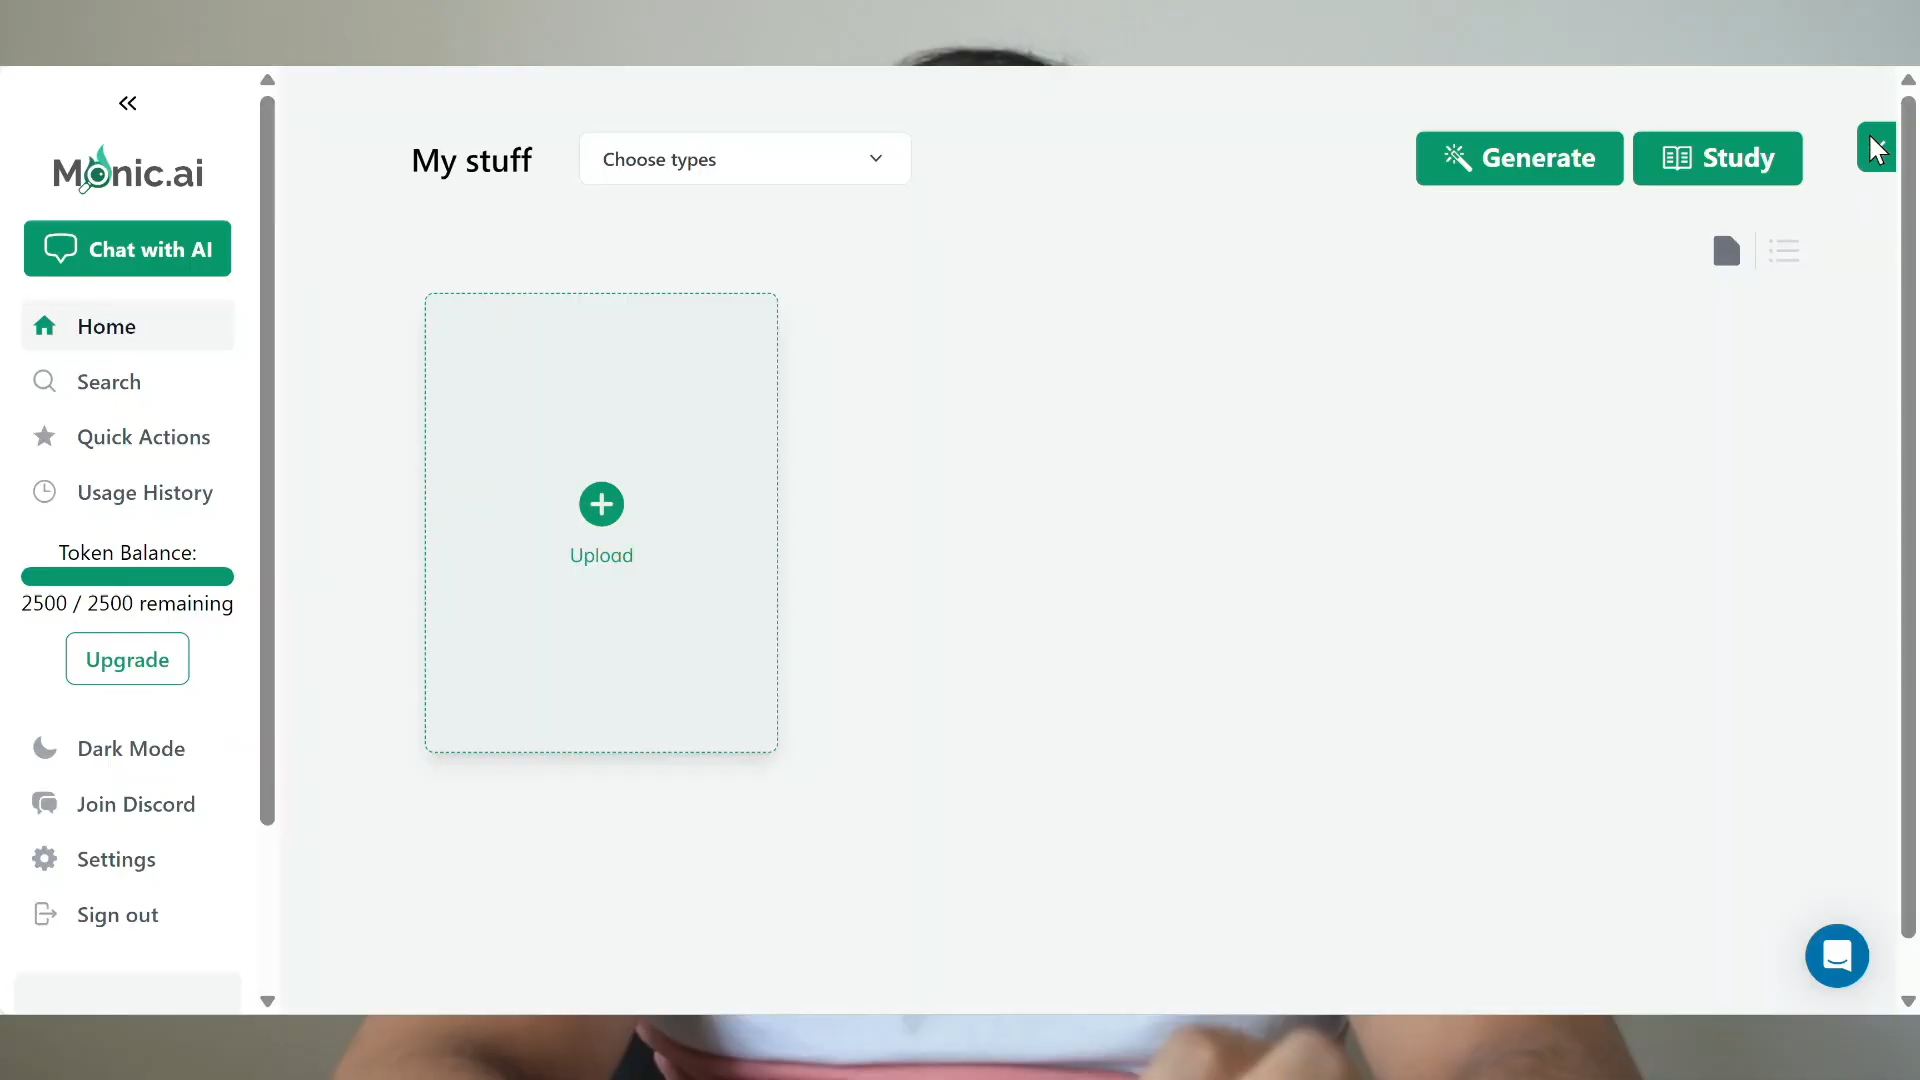 Monic.ai
Chat with AI
Home
Search
Quick Actions
Usage History
Token Balance:
2500 / 2500 remaining
Upgrade
Dark Mode
Join Discord
Settings
Sign out
My stuff
Choose types
Generate
Study
Upload